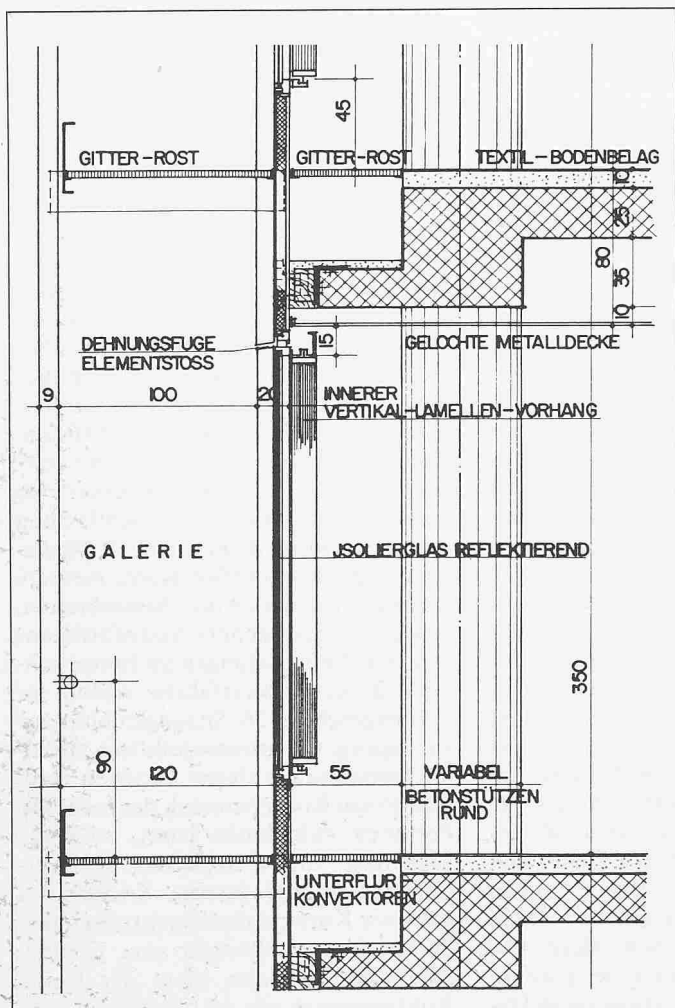 45
GITTER-ROST GITTER-ROST TEXTIL-BODENBELAG
10
25
80
35
10
DEHNUNGSFUGE
ELEMENTSTOSS
15
GELOCHTE METALLDECKE
9 100 20 INNERER
VERTIKAL-LAMELLEN-VORHANG
GALERIE JSOLIERGLAS REFLEKTIEREND
350
90
120 55 VARIABEL
BETONSTÜTZEN
RUND
UNTERFLUR
KONVEKTOREN